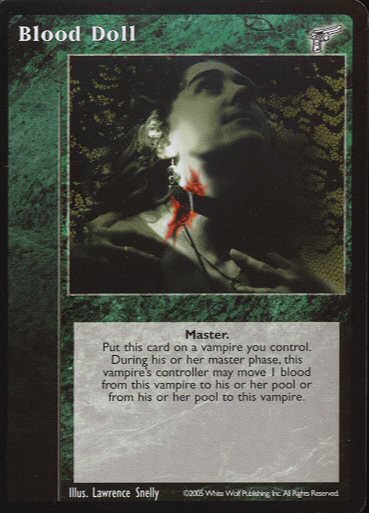 Blood Doll
Master.
Put this card on a vampire you control.
During his or her master phase, this
vampire's controller may move 1 blood
from this vampire to his or her pool or
from his or her pool to this vampire.
Illus. Lawrence Snelly
©2005 White Wolf Publishing, Inc. All Rights Reserved.